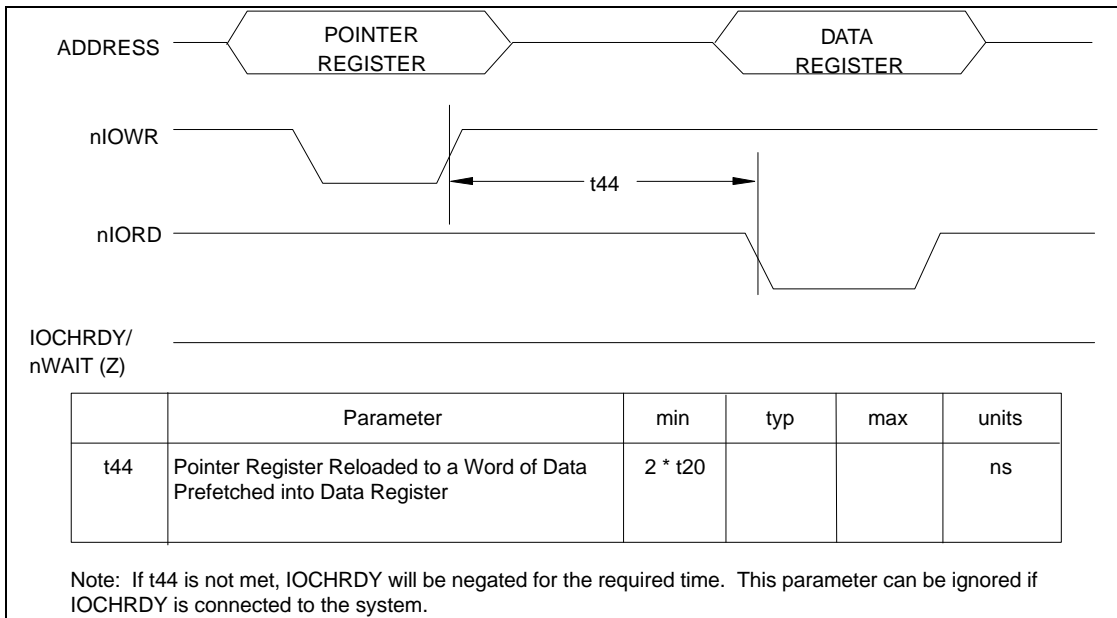 ADDRESS
POINTER
REGISTER
DATA
REGISTER
nIOWR
t44
nIORD
IOCHRDY/
nWAIT (Z)
Parameter min typ max units
t44 Pointer Register Reloaded to a Word of Data 2 * t20 ns
Prefetched into Data Register
Note: If t44 is not met, IOCHRDY will be negated for the required time. This parameter can be ignored if
IOCHRDY is connected to the system.